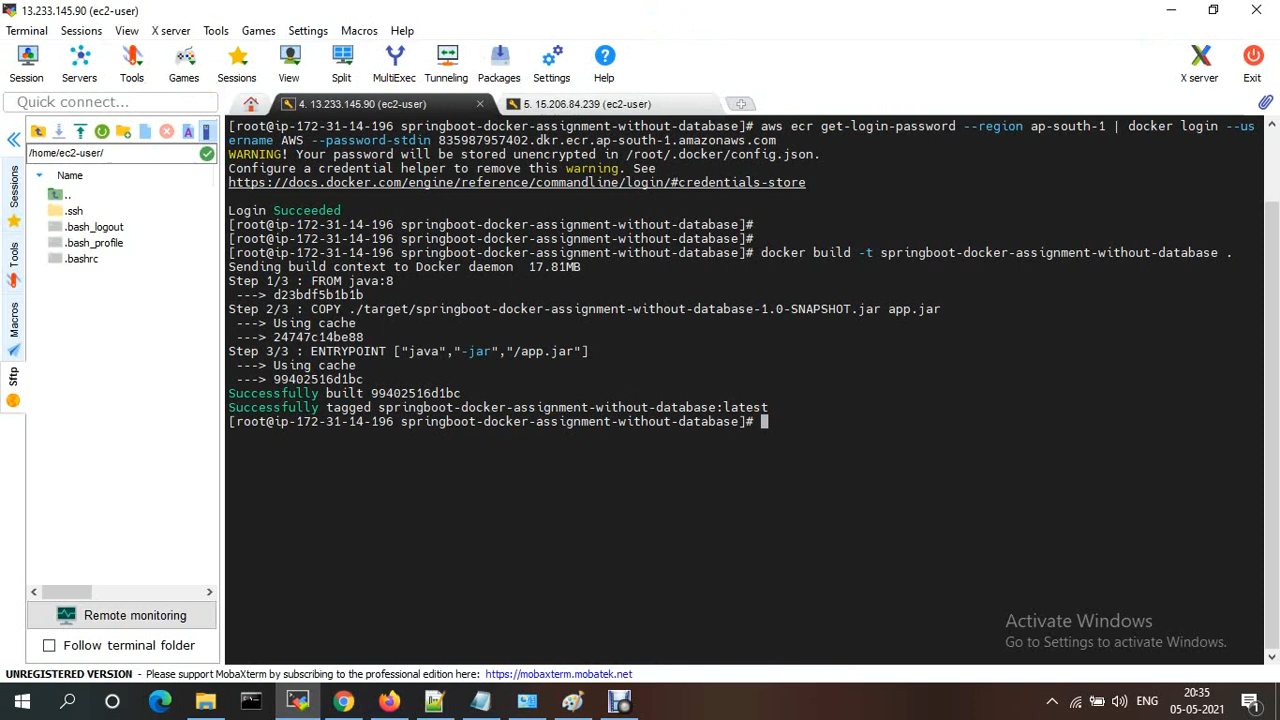 13.233.145.90 (ec2-user)
Terminal Sessions View X server Tools Games Settings Macros Help
Session Servers Tools Games Sessions View Split MultiExec Tunneling Packages Settings Help X server Exit
Quick connect...
4. 13.233.145.90 (ec2-user)
5. 15.206.84.239 (ec2-user)
/home/ec2-user/
Name
..
.ssh
.bash_logout
.bash_profile
.bashrc
Sessions
Tools
Macros
Sftp
[root@ip-172-31-14-196 springboot-docker-assignment-without-database]# aws ecr get-login-password --region ap-south-1 | docker login --us
ername AWS --password-stdin 835987957402.dkr.ecr.ap-south-1.amazonaws.com
WARNING! Your password will be stored unencrypted in /root/.docker/config.json.
Configure a credential helper to remove this warning. See
https://docs.docker.com/engine/reference/commandline/login/#credentials-store
Login Succeeded
[root@ip-172-31-14-196 springboot-docker-assignment-without-database]#
[root@ip-172-31-14-196 springboot-docker-assignment-without-database]#
[root@ip-172-31-14-196 springboot-docker-assignment-without-database]# docker build -t springboot-docker-assignment-without-database .
Sending build context to Docker daemon  17.81MB
Step 1/3 : FROM java:8
 ---> d23bdf5b1b1b
Step 2/3 : COPY ./target/springboot-docker-assignment-without-database-1.0-SNAPSHOT.jar app.jar
 ---> Using cache
 ---> 24747c14be88
Step 3/3 : ENTRYPOINT ["java","-jar","/app.jar"]
 ---> Using cache
 ---> 99402516d1bc
Successfully built 99402516d1bc
Successfully tagged springboot-docker-assignment-without-database:latest
[root@ip-172-31-14-196 springboot-docker-assignment-without-database]#
Remote monitoring
Follow terminal folder
Activate Windows
Go to Settings to activate Windows.
UNREGISTERED VERSION - Please support MobaXterm by subscribing to the professional edition here: https://mobaxterm.mobatek.net
ENG
20:35
05-05-2021
1